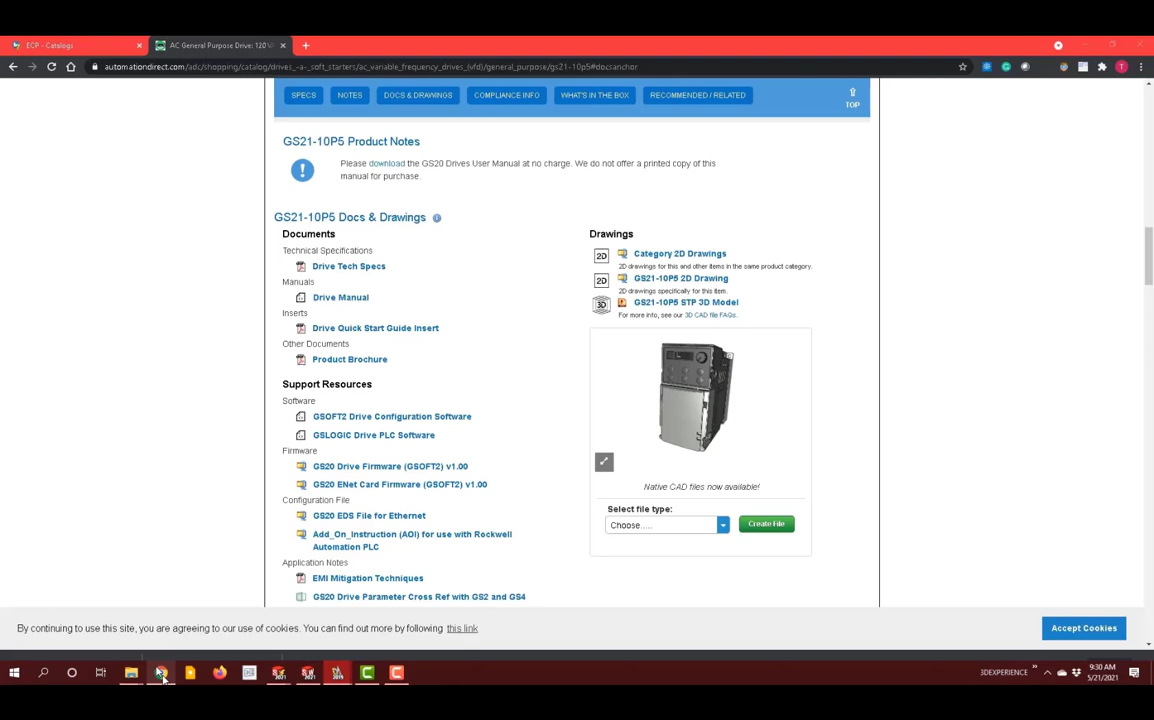 ECP - Catalogs
AC General Purpose Drive: 120 V
automationdirect.com/adc/shopping/catalog/drives_-a-_soft_starters/ac_variable_frequency_drives_(vfd)/general_purpose/gs21-10p5#docsanchor
SPECS NOTES DOCS & DRAWINGS COMPLIANCE INFO WHAT'S IN THE BOX RECOMMENDED / RELATED
TOP
GS21-10P5 Product Notes
Please download the GS20 Drives User Manual at no charge. We do not offer a printed copy of this
manual for purchase.
GS21-10P5 Docs & Drawings
Documents
Technical Specifications
Drive Tech Specs
Manuals
Drive Manual
Inserts
Drive Quick Start Guide Insert
Other Documents
Product Brochure
Support Resources
Software
GSOFT2 Drive Configuration Software
GSLOGIC Drive PLC Software
Firmware
GS20 Drive Firmware (GSOFT2) v1.00
GS20 ENet Card Firmware (GSOFT2) v1.00
Configuration File
GS20 EDS File for Ethernet
Add_On_Instruction (AOI) for use with Rockwell
Automation PLC
Application Notes
EMI Mitigation Techniques
GS20 Drive Parameter Cross Ref with GS2 and GS4
Drawings
2D Category 2D Drawings
2D drawings for this and other items in the same product category.
2D GS21-10P5 2D Drawing
2D drawings specifically for this item.
3D GS21-10P5 STP 3D Model
For more info, see our 3D CAD file FAQs.
Native CAD files now available!
Select file type:
Choose..... Create File
By continuing to use this site, you are agreeing to our use of cookies. You can find out more by following this link
Accept Cookies
3DEXPERIENCE
9:30 AM
5/21/2021